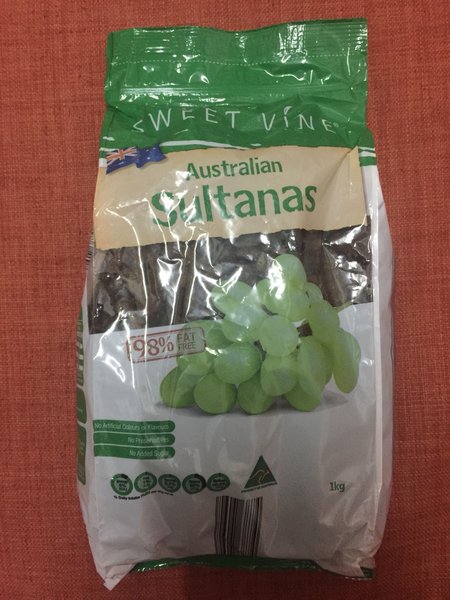 SWEET VINE®
Australian
Sultanas
98% FAT
FREE
No Artificial Colours or Flavours
No Preservatives
No Added Sugar
1kg